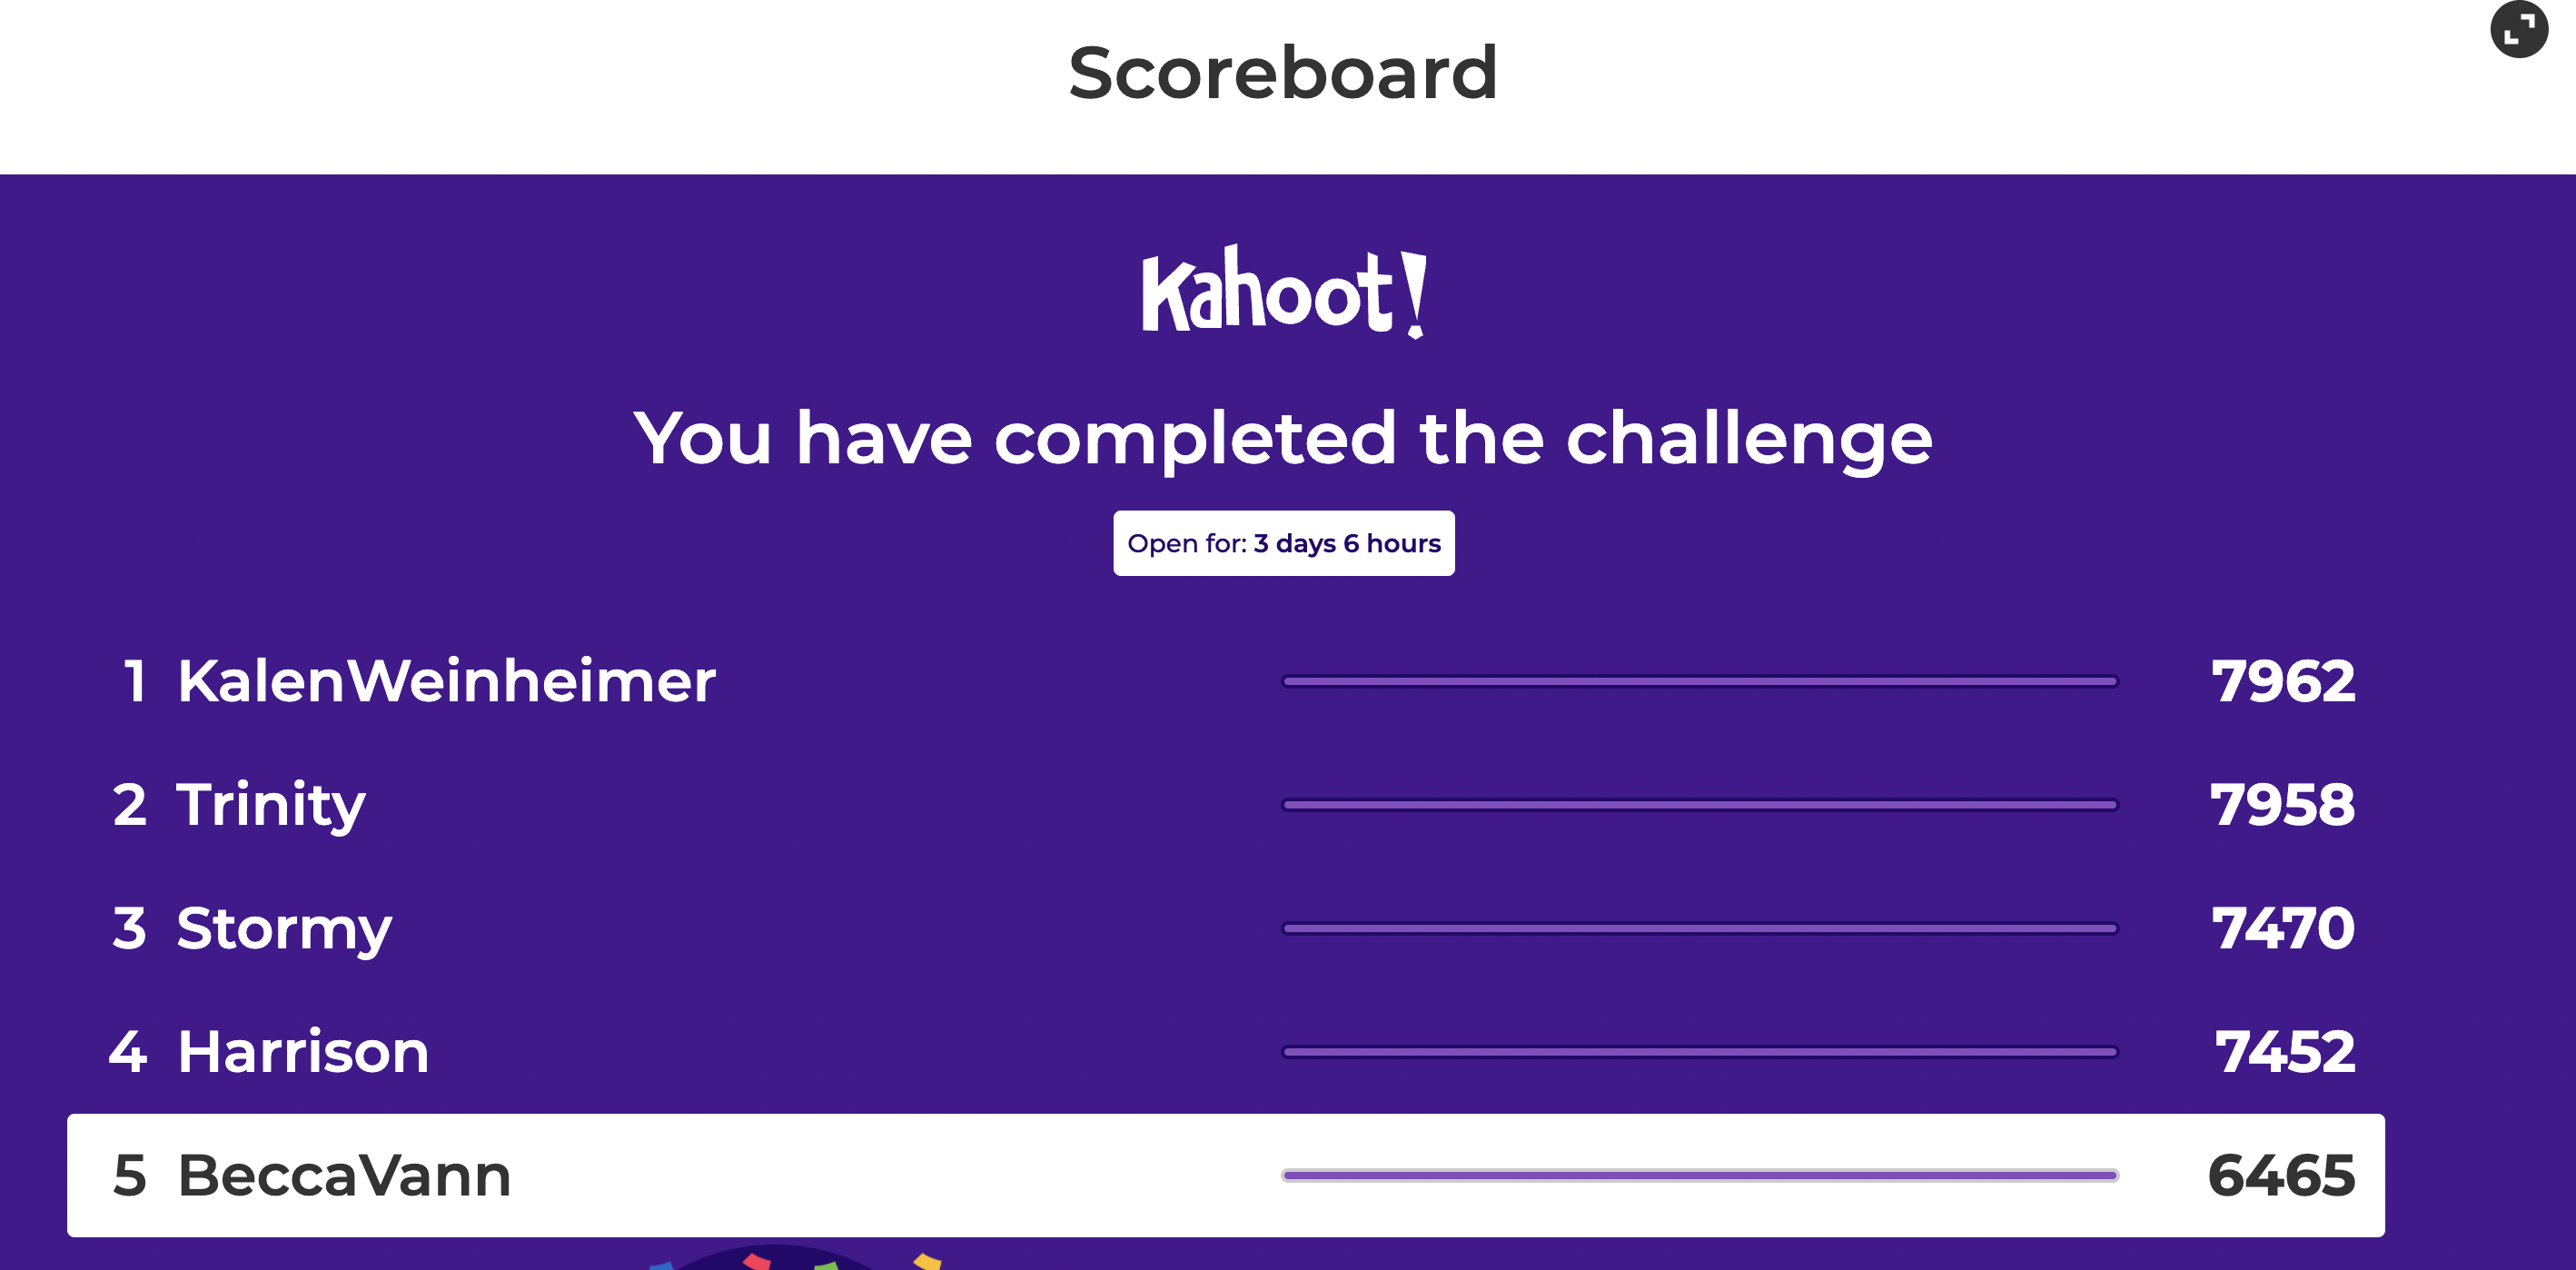 Scoreboard
Kahoot!
You have completed the challenge
Open for: 3 days 6 hours
1 KalenWeinheimer 7962
2 Trinity 7958
3 Stormy 7470
4 Harrison 7452
5 BeccaVann 6465